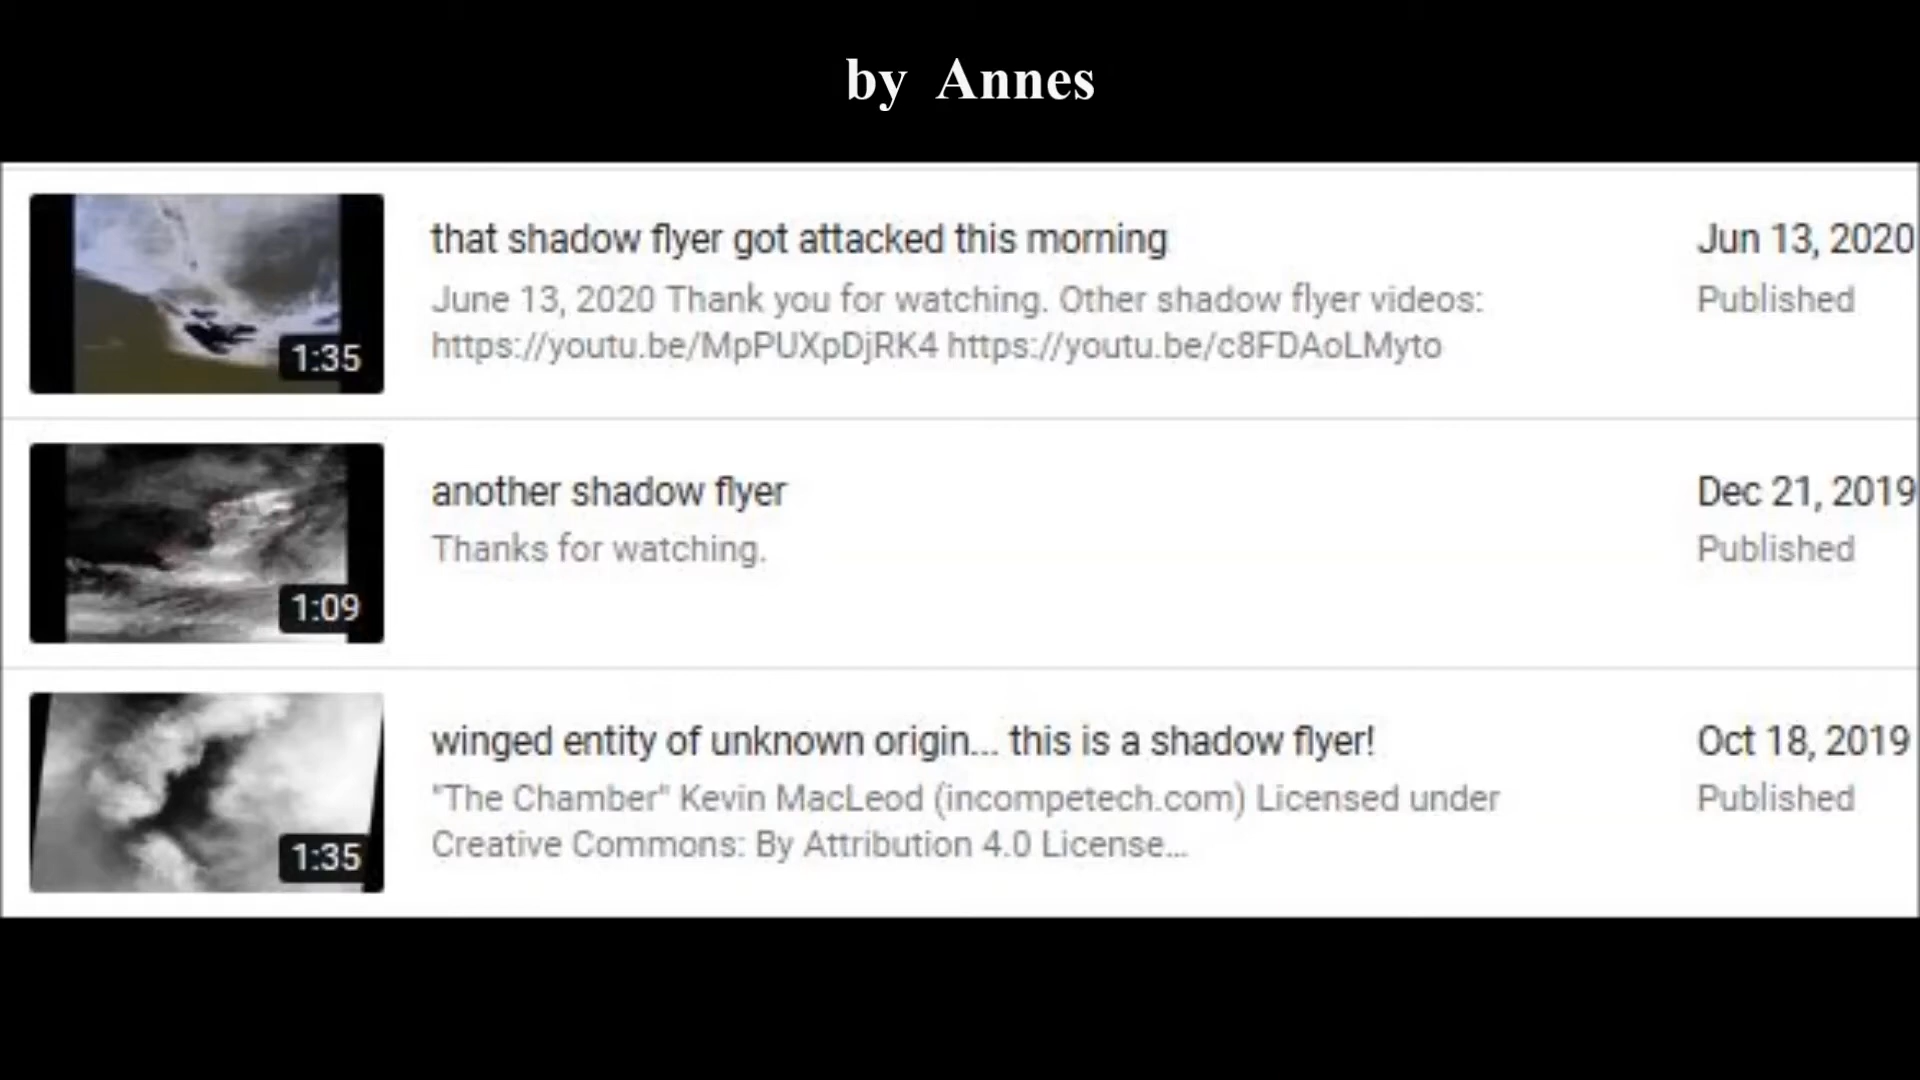 by Annes
that shadow flyer got attacked this morning
Jun 13, 2020
June 13, 2020 Thank you for watching. Other shadow flyer videos:
Published
https://youtu.be/MpPUXpDjRK4 https://youtu.be/c8FDAoLMyto
1:35
another shadow flyer
Dec 21, 2019
Thanks for watching.
Published
1:09
winged entity of unknown origin... this is a shadow flyer!
Oct 18, 2019
"The Chamber" Kevin MacLeod (incompetech.com) Licensed under
Published
Creative Commons: By Attribution 4.0 License...
1:35